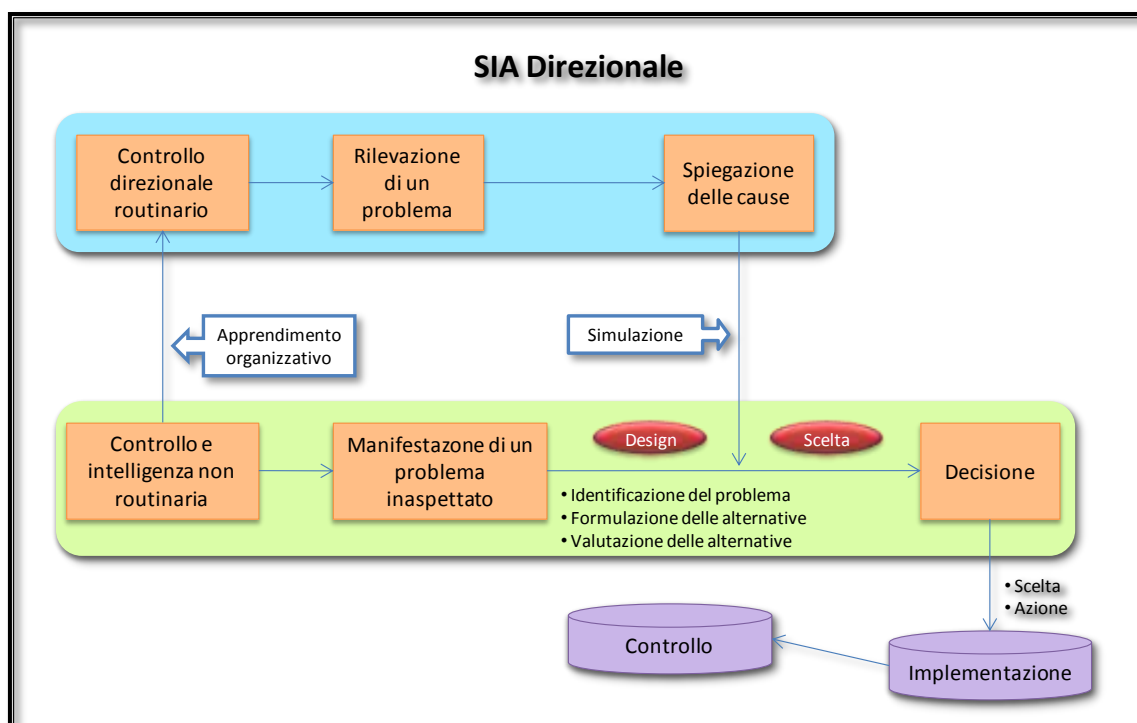 SIA Direzionale
Controllo
direzionale
routinario
Rilevazione
di un
problema
Spiegazione
delle cause
Apprendimento
organizzativo
Simulazione
Controllo e
intelligenza non
routinaria
Manifestazone di un
problema
inaspettato
Design
Scelta
• Identificazione del problema
• Formulazione delle alternative
• Valutazione delle alternative
Decisione
• Scelta
• Azione
Controllo
Implementazione